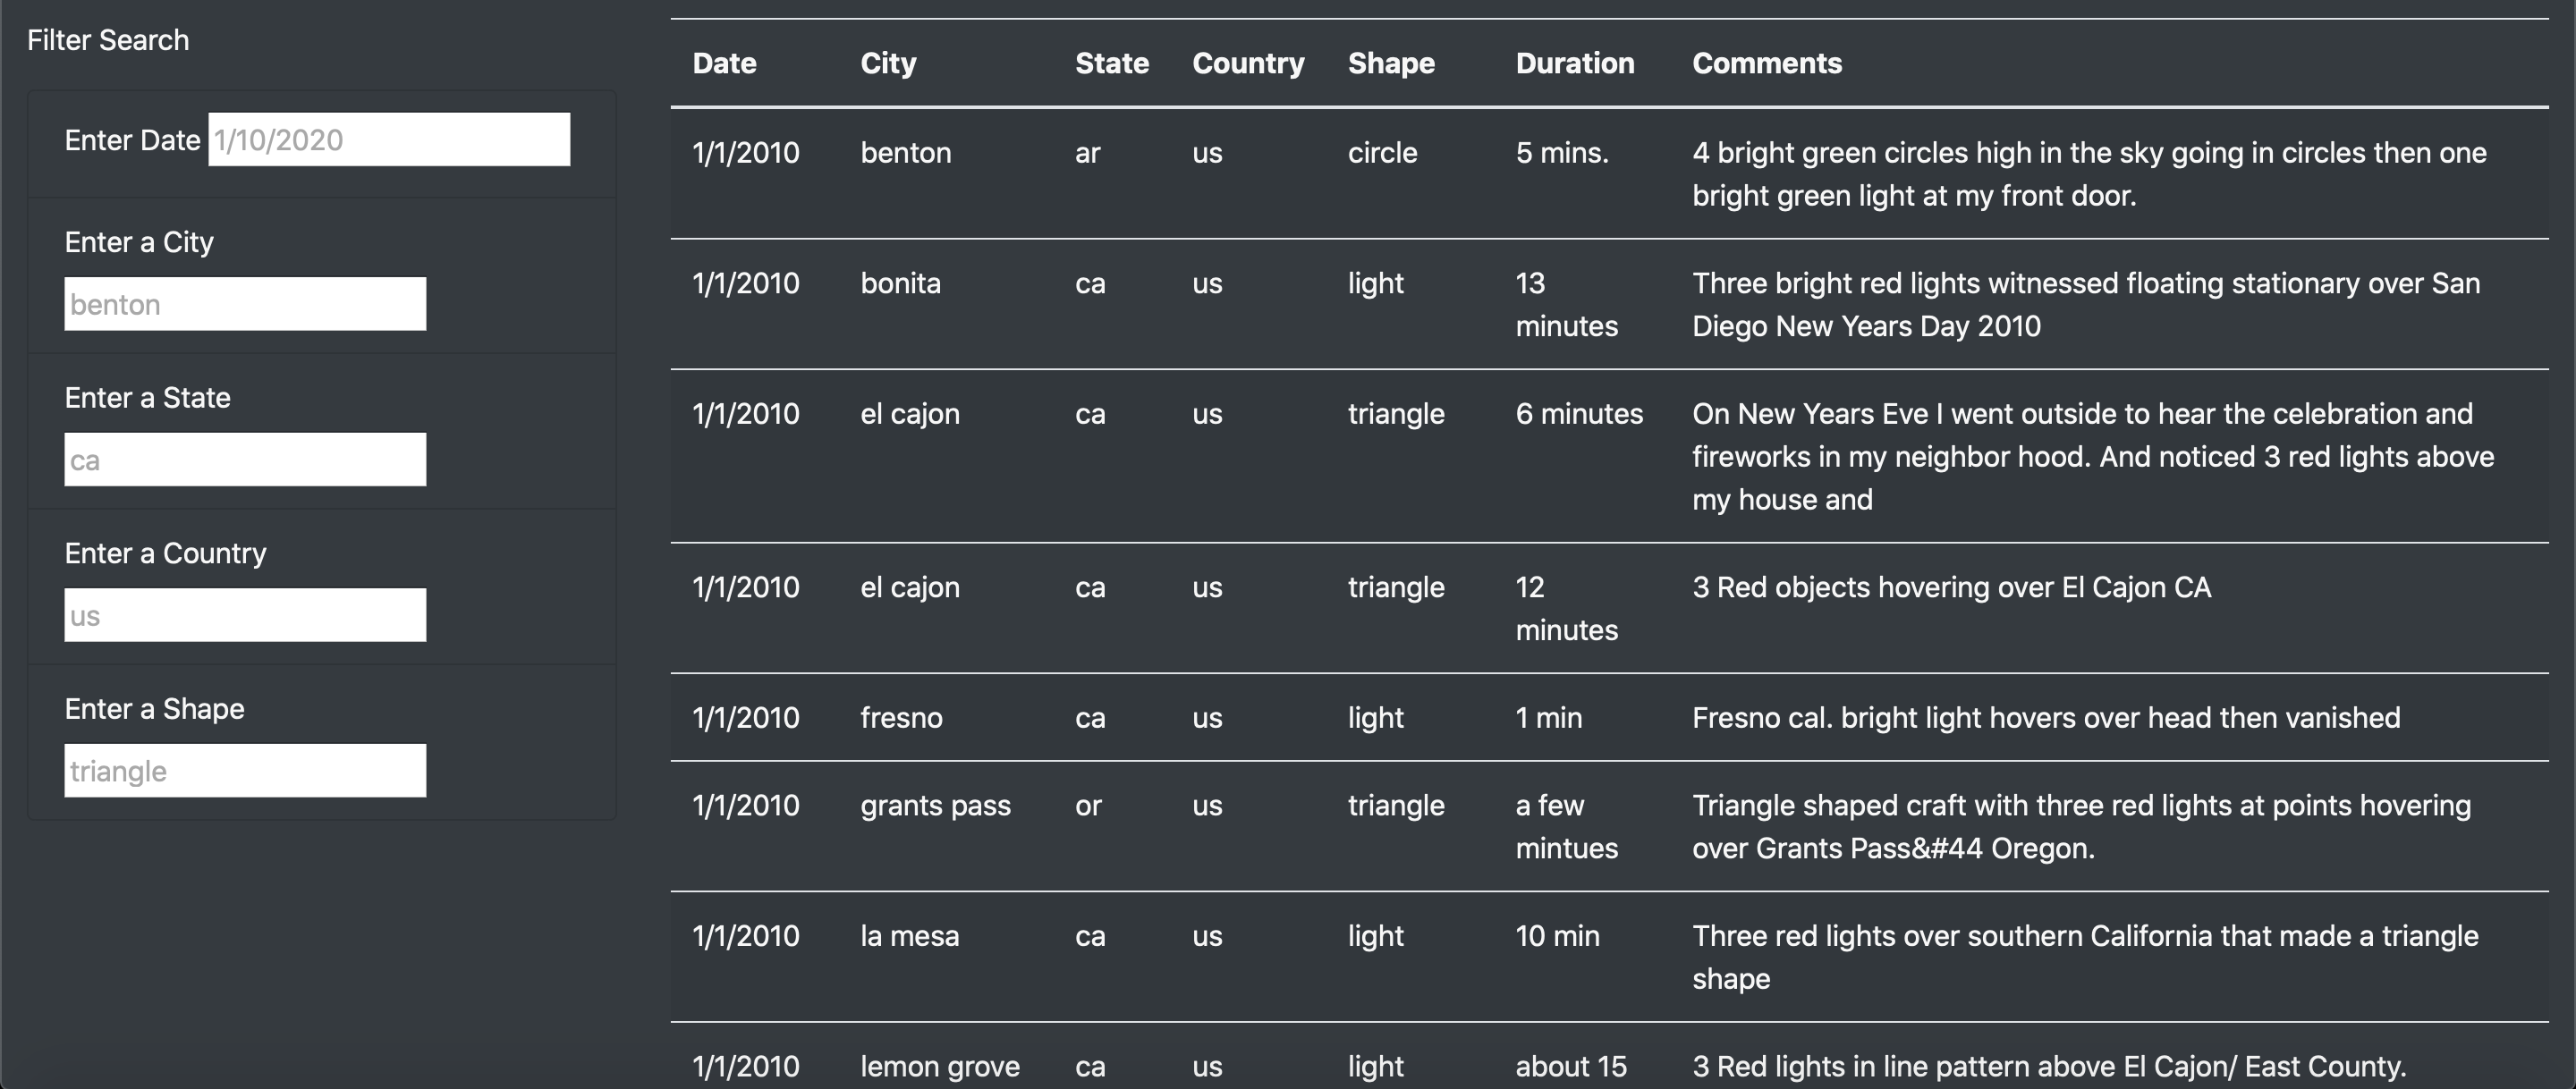 Filter Search
Enter Date 1/10/2020
Enter a City
benton
Enter a State
ca
Enter a Country
us
Enter a Shape
triangle
Date City State Country Shape Duration Comments
1/1/2010 benton ar us circle 5 mins. 4 bright green circles high in the sky going in circles then one
bright green light at my front door.
1/1/2010 bonita ca us light 13 Three bright red lights witnessed floating stationary over San
minutes Diego New Years Day 2010
1/1/2010 el cajon ca us triangle 6 minutes On New Years Eve I went outside to hear the celebration and
fireworks in my neighbor hood. And noticed 3 red lights above
my house and
1/1/2010 el cajon ca us triangle 12 3 Red objects hovering over El Cajon CA
minutes
1/1/2010 fresno ca us light 1 min Fresno cal. bright light hovers over head then vanished
1/1/2010 grants pass or us triangle a few Triangle shaped craft with three red lights at points hovering
mintues over Grants Pass&#44 Oregon.
1/1/2010 la mesa ca us light 10 min Three red lights over southern California that made a triangle
shape
1/1/2010 lemon grove ca us light about 15 3 Red lights in line pattern above El Cajon/ East County.